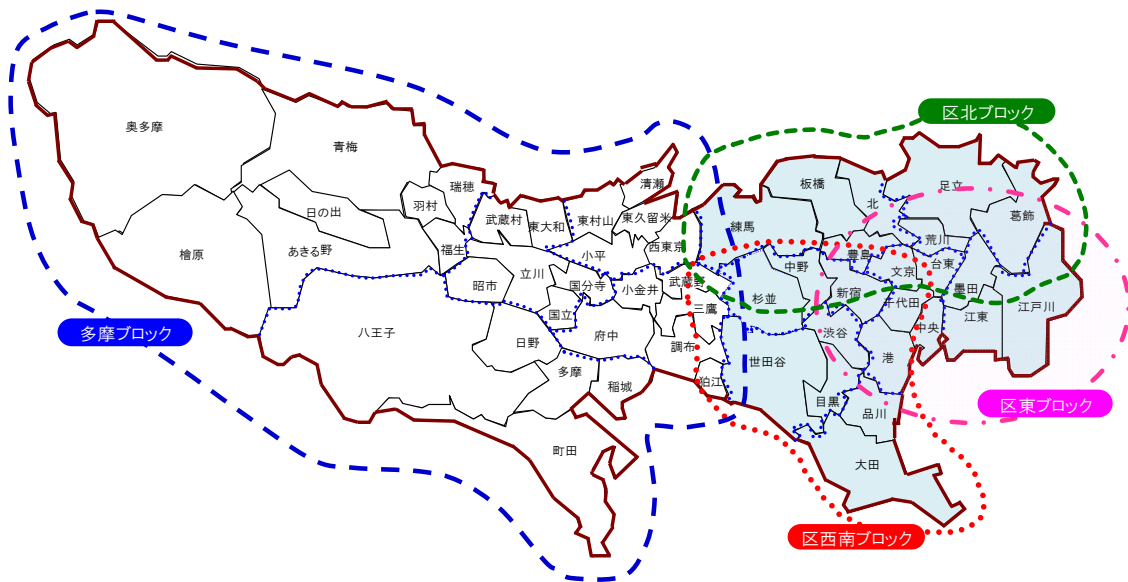 区北ブロック
奥多摩
青梅
清瀬
板橋
足立
瑞穂
北
羽村
日の出
武蔵村
東大和
東村山
東久留米
練馬
葛飾
荒川
檜原
あきる野
福生
小平
西東京
中野
豊島
文京
台東
昭市
立川
国分寺
小金井
武蔵野
杉並
新宿
千代田
墨田
江戸川
多摩ブロック
八王子
国立
三鷹
江東
日野
府中
調布
渋谷
中央
世田谷
港
多摩
稲城
狛江
目黒
品川
区東ブロック
町田
大田
区西南ブロック